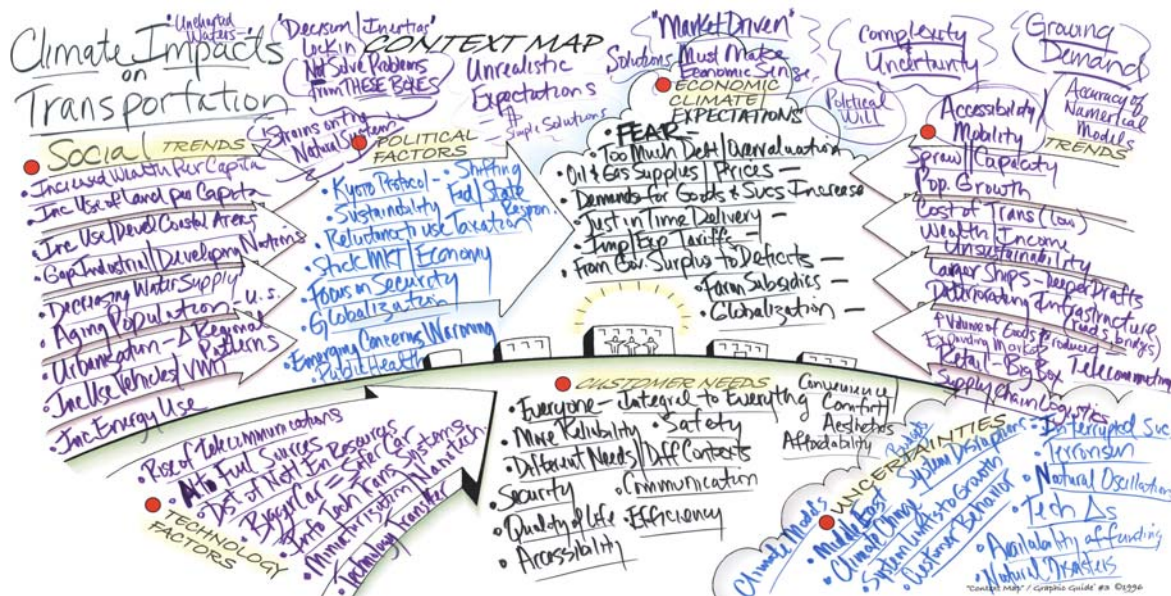 Climate Impacts
on
Transportation
"Uncharted
Waters"
"Decision/Inertias"
Lock in
CONTEXT MAP
Not Solve Problems
from THESE BOXES
Unrealistic
Expectations
$
Simple Solutions
"Strains on the
Natural Systems"
"Market Driven"
Solutions Must Make
Economic Sense.
Complexity
&
Uncertainty
Growing
Demand
Political
Will
Accuracy of
Numerical
Models
Social TRENDS
• Increased Wealth Per Capita
• Inc Use of Land per Capita
• Inc Use/Devel Coastal Areas
• Gap Industrial/Developing Nations
• Decreasing Water Supply
• Aging Population - U.S.
• Urbanization - Δ Regional
Patterns
• Inc Use Vehicles/VMT
• Inc Energy Use
POLITICAL
FACTORS
• Kyoto Protocol
• Shifting
Fed/State
Respon.
• Sustainability
• Reluctance to use Taxation
• Stock MKT/Economy
• Focus on Security
• Globalization
• Emerging Concerns Warming
• Public Health
ECONOMIC
CLIMATE/
EXPECTATIONS
• FEAR —
• Too Much Debt/Overvaluation
• Oil & Gas Supplies/Prices —
• Demands for Goods & Svcs Increase
• Just in Time Delivery —
• Imp/Exp Tariffs —
• From Gov. Surplus to Deficits —
• Farm Subsidies —
• Globalization —
Accessibility/
Mobility
TRENDS
Sprawl/Capacity
Pop. Growth
Cost of Trans (low)
Wealth/Income
Unsustainability
Larger Ships - Deeper Drafts
Deteriorating Infrastructure
(roads, bridges)
↑ Volume of Goods Produced =
Expanding Market
Retail - Big Box
Telecommuting
Supply Chain Logistics
TECHNOLOGY
FACTORS
• Rise of Telecommunications
• Alt. Fuel Sources
• Dist of Nat'l En Resources
• Bigger Car = Safer Car
• Info Tech Trans Systems
• Miniaturization/Nanotech.
• Technology Transfer
CUSTOMER NEEDS
• Everyone — Integral to Everything
• More Reliability
• Safety
• Different Needs/Diff Contexts
• Security
• Communication
• Quality of Life
• Efficiency
• Accessibility
Convenience
Comfort/
Aesthetics
Affordability
UNCERTAINTIES
Climate Models
• Middle East
• Climate Change
• System Limits to Growth
• Customer Behavior
Budgets
System Disruptions
• Interrupted Svc
• Terrorism
• Natural Oscillation
• Tech Δs
• Availability of funding
• Natural Disasters
"Context Map" / Graphic Guide® #3 ©1996